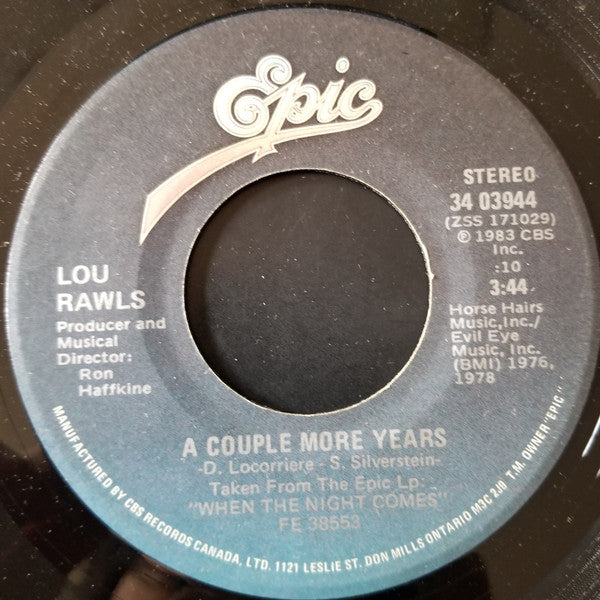 Epic
STEREO
34 03944
(ZSS 171029)
℗ 1983 CBS
Inc.
:10
3:44
Horse Hairs
Music, Inc./
Evil Eye
Music, Inc.
(BMI) 1976,
1978
LOU
RAWLS
Producer and
Musical
Director:
Ron
Haffkine
A COUPLE MORE YEARS
-D. Locorriere - S. Silverstein-
Taken From The Epic Lp:
"WHEN THE NIGHT COMES"
FE 38553
MANUFACTURED BY CBS RECORDS CANADA, LTD. 1121 LESLIE ST. DON MILLS ONTARIO M3C 2J8 T.M. OWNER "EPIC"